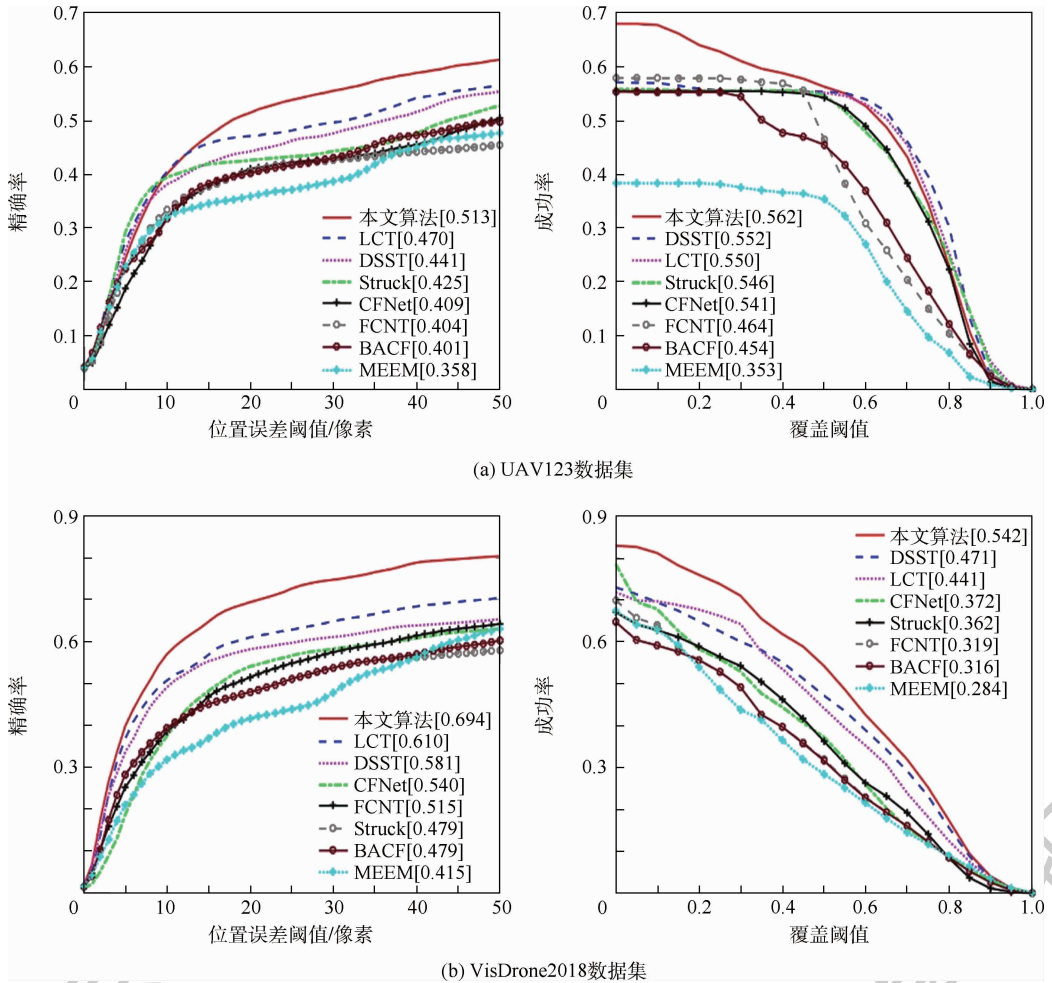 0.7
0.6
0.5
0.4
0.3
0.2
0.1
精确率
0
10
20
30
40
50
位置误差阈值/像素
本文算法[0.513]
LCT[0.470]
DSST[0.441]
Struck[0.425]
CFNet[0.409]
FCNT[0.404]
BACF[0.401]
MEEM[0.358]
0.7
0.6
0.5
0.4
0.3
0.2
0.1
成功率
0
0.2
0.4
0.6
0.8
1.0
覆盖阈值
本文算法[0.562]
DSST[0.552]
LCT[0.550]
Struck[0.546]
CFNet[0.541]
FCNT[0.464]
BACF[0.454]
MEEM[0.353]
(a) UAV123数据集
0.9
0.6
0.3
精确率
0
10
20
30
40
50
位置误差阈值/像素
本文算法[0.694]
LCT[0.610]
DSST[0.581]
CFNet[0.540]
FCNT[0.515]
Struck[0.479]
BACF[0.479]
MEEM[0.415]
0.9
0.6
0.3
成功率
0
0.2
0.4
0.6
0.8
1.0
覆盖阈值
本文算法[0.542]
DSST[0.471]
LCT[0.441]
CFNet[0.372]
Struck[0.362]
FCNT[0.319]
BACF[0.316]
MEEM[0.284]
(b) VisDrone2018数据集